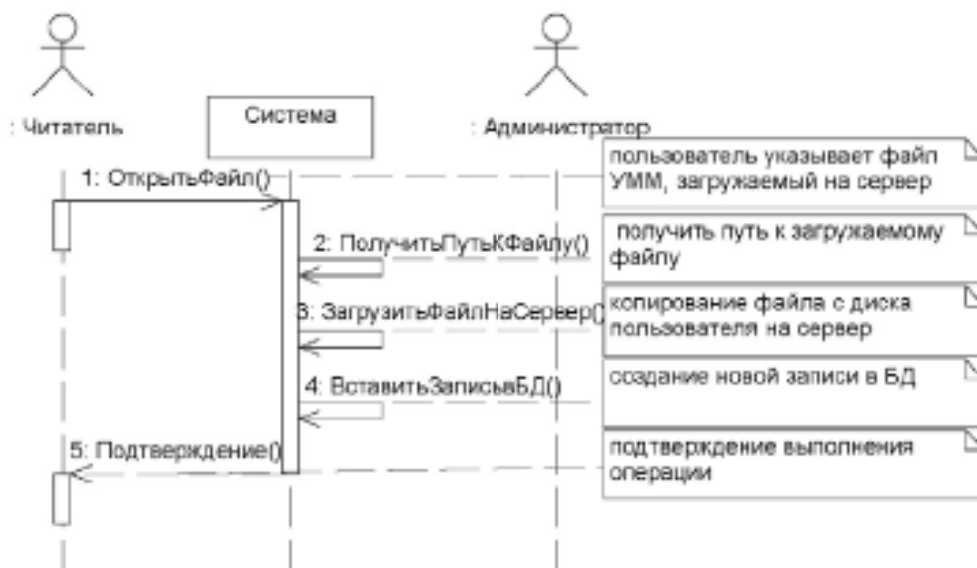 : Читатель
Система
: Администратор
1: ОткрытьФайл()
пользователь указывает файл
УММ, загружаемый на сервер
2: ПолучитьПутьКФайлу()
получить путь к загружаемому
файлу
3: ЗагрузитьФайлНаСервер()
копирование файла с диска
пользователя на сервер
4: ВставитьЗаписьвБД()
создание новой записи в БД
5: Подтверждение()
подтверждение выполнения
операции